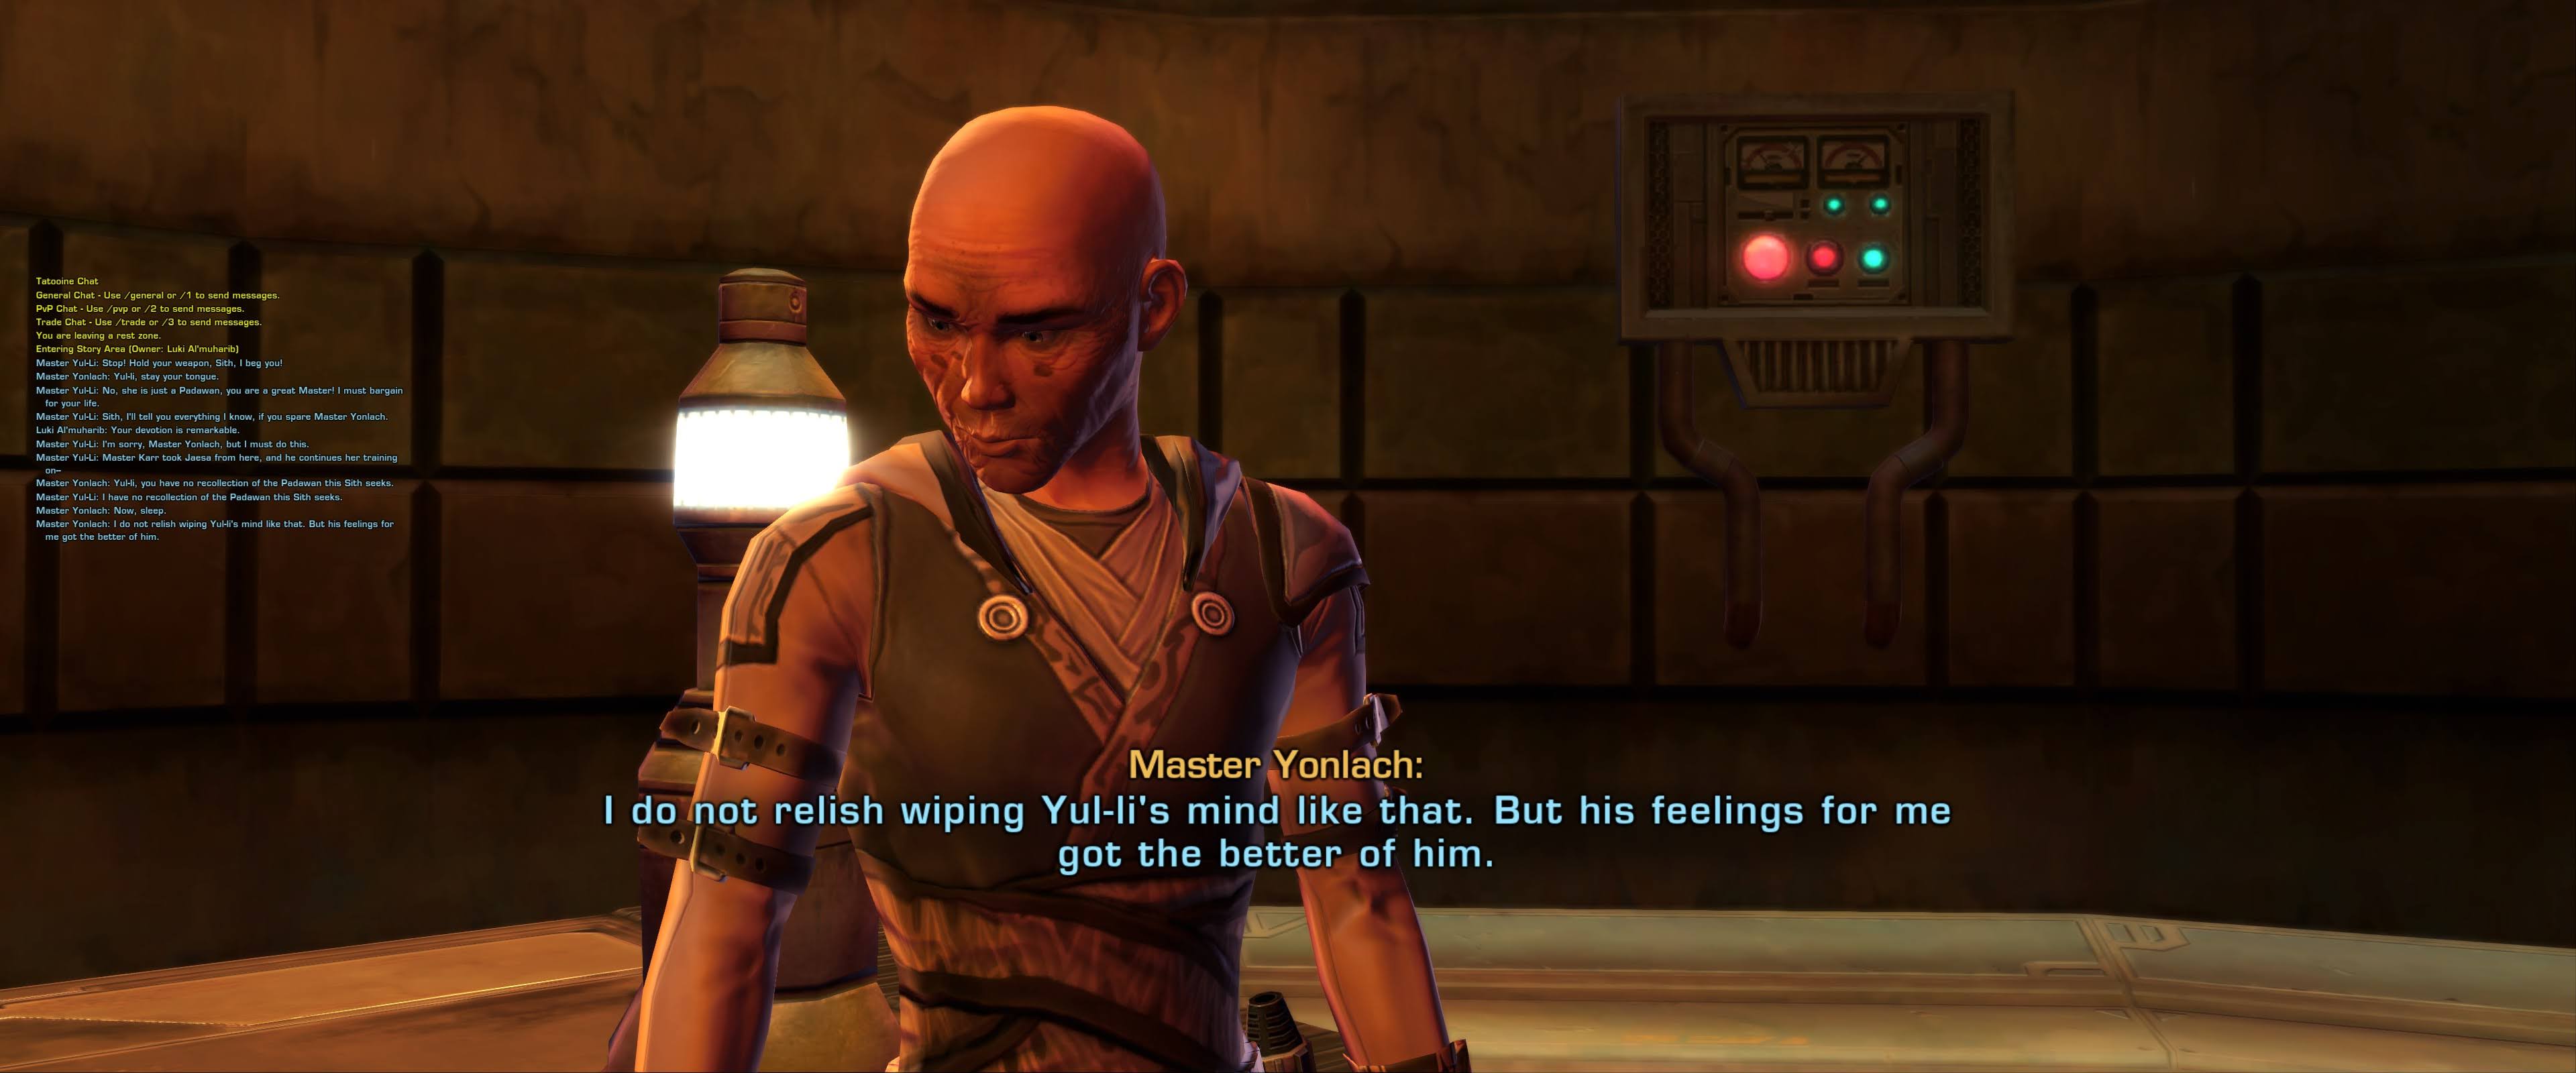 Tatooine Chat
General Chat - Use /general or /1 to send messages.
PvP Chat - Use /pvp or /2 to send messages.
Trade Chat - Use /trade or /3 to send messages.
You are leaving a rest zone.
Entering Story Area (Owner: Luki Al'muharib)
Master Yul-Li: Stop! Hold your weapon, Sith, I beg you!
Master Yonlach: Yul-li, stay your tongue.
Master Yul-Li: No, she is just a Padawan, you are a great Master! I must bargain
for your life.
Master Yul-Li: Sith, I'll tell you everything I know, if you spare Master Yonlach.
Luki Al'muharib: Your devotion is remarkable.
Master Yul-Li: I'm sorry, Master Yonlach, but I must do this.
Master Yul-Li: Master Karr took Jaesa from here, and he continues her training
on--
Master Yonlach: Yul-li, you have no recollection of the Padawan this Sith seeks.
Master Yul-Li: I have no recollection of the Padawan this Sith seeks.
Master Yonlach: Now, sleep.
Master Yonlach: I do not relish wiping Yul-li's mind like that. But his feelings for
me got the better of him.
Master Yonlach:
I do not relish wiping Yul-li's mind like that. But his feelings for me
got the better of him.